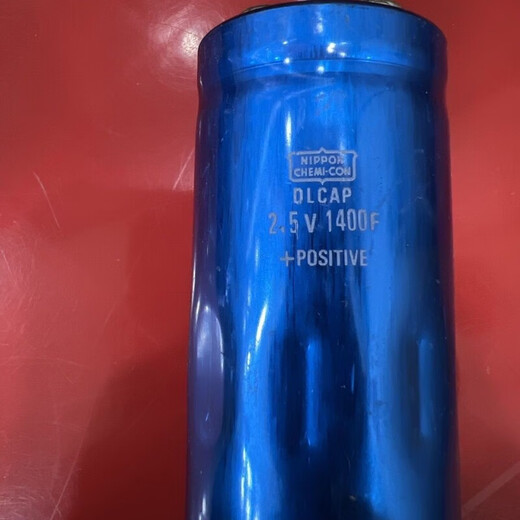 NIPPON
CHEMI-CON
DLCAP
2.5V 1400F
+POSITIVE